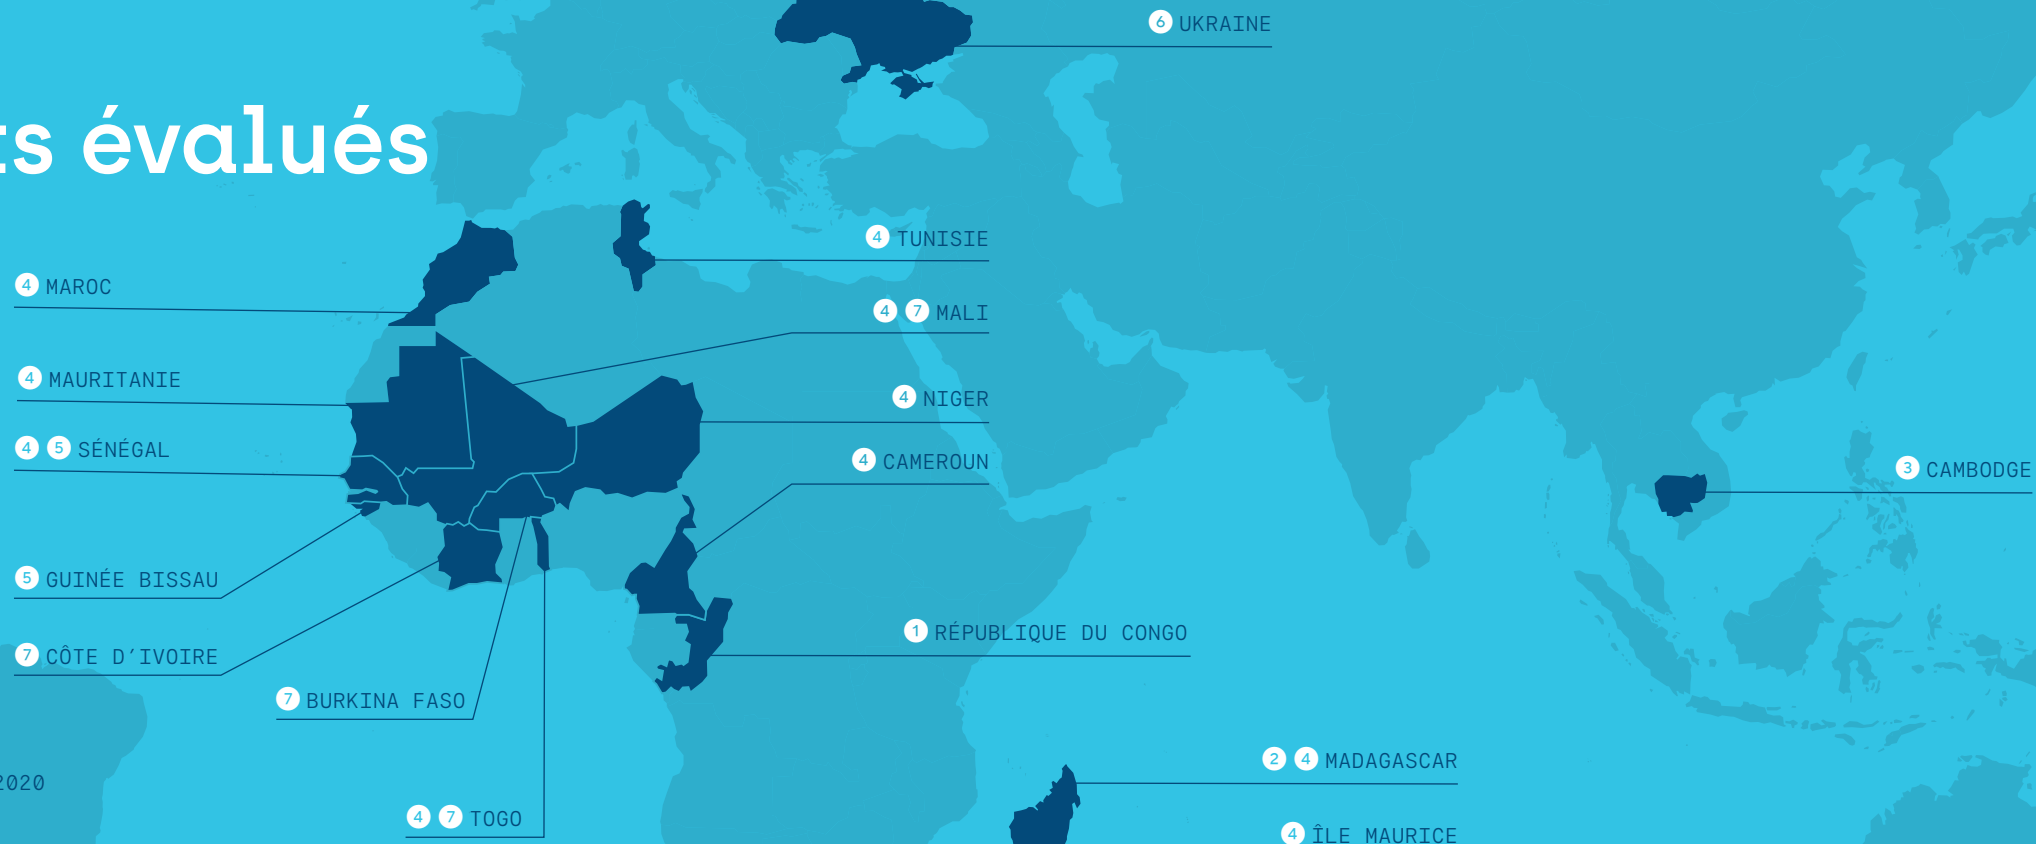 6 UKRAINE
évalués
4 TUNISIE
4 MAROC
4 7 MALI
4 MAURITANIE
4 NIGER
4 5 SÉNÉGAL
4 CAMEROUN
3 CAMBODGE
5 GUINÉE BISSAU
1 RÉPUBLIQUE DU CONGO
7 CÔTE D’IVOIRE
7 BURKINA FASO
2 4 MADAGASCAR
2020
4 7 TOGO
4 ÎLE MAURICE